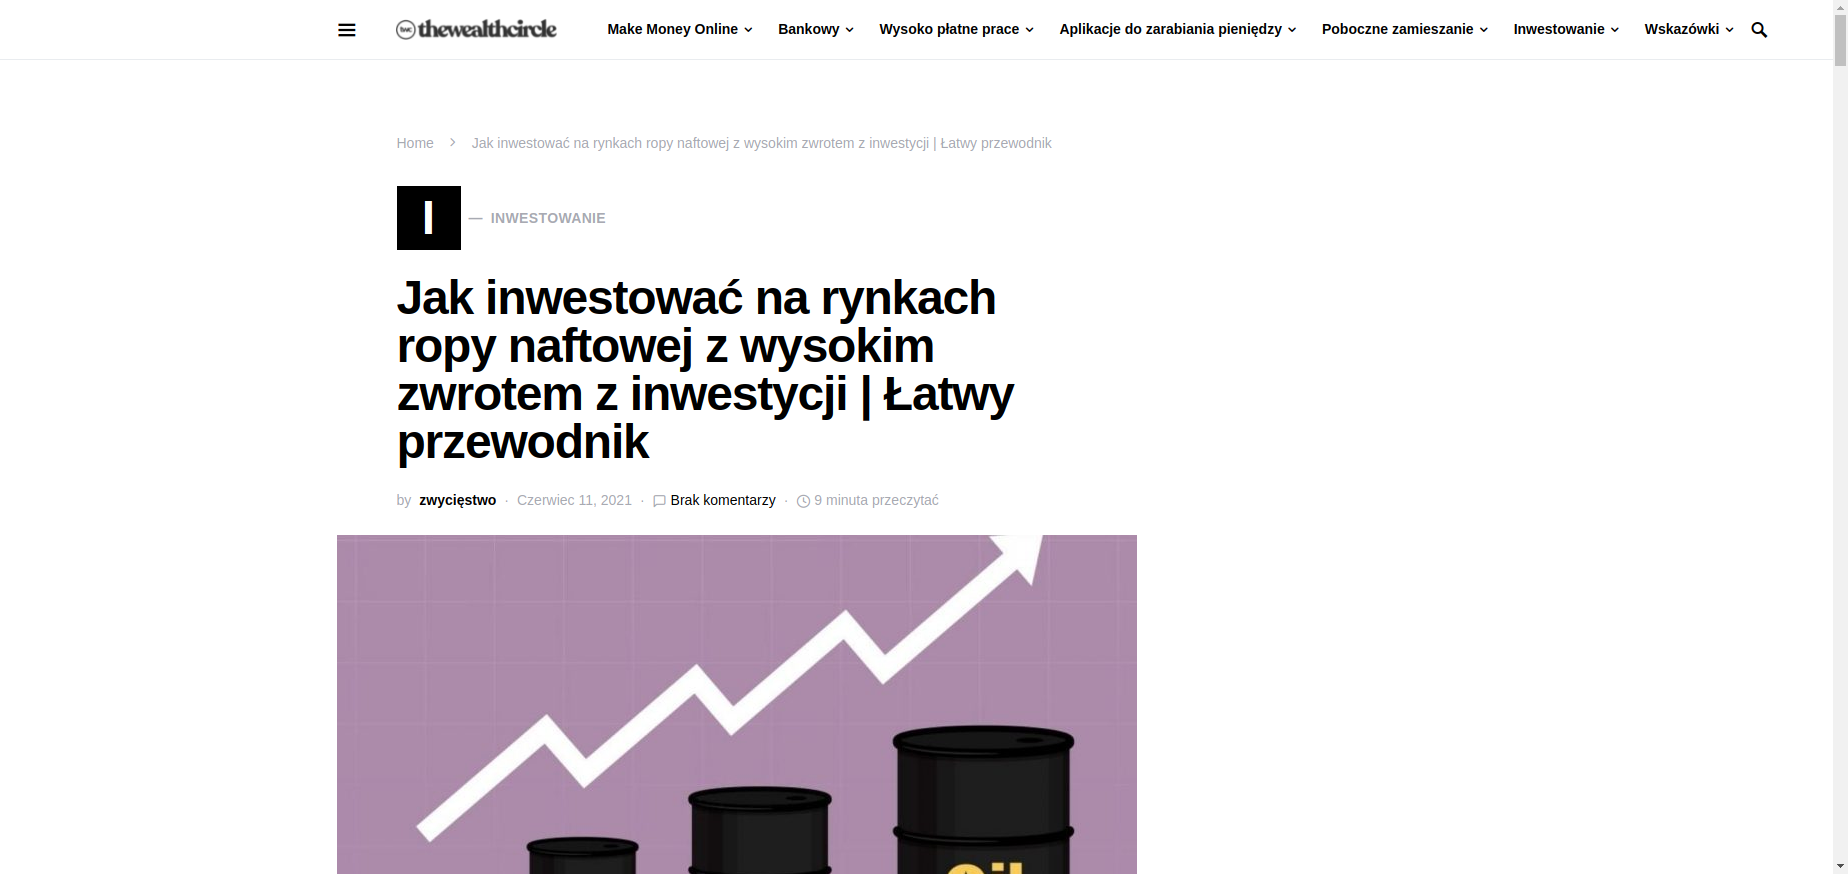 thewealthcircle
Make Money Online
Bankowy
Wysoko płatne prace
Aplikacje do zarabiania pieniędzy
Poboczne zamieszanie
Inwestowanie
Wskazówki
Home
Jak inwestować na rynkach ropy naftowej z wysokim zwrotem z inwestycji | Łatwy przewodnik
I
— INWESTOWANIE
Jak inwestować na rynkach
ropy naftowej z wysokim
zwrotem z inwestycji | Łatwy
przewodnik
by zwycięstwo · Czerwiec 11, 2021 · Brak komentarzy · 9 minuta przeczytać
Oil